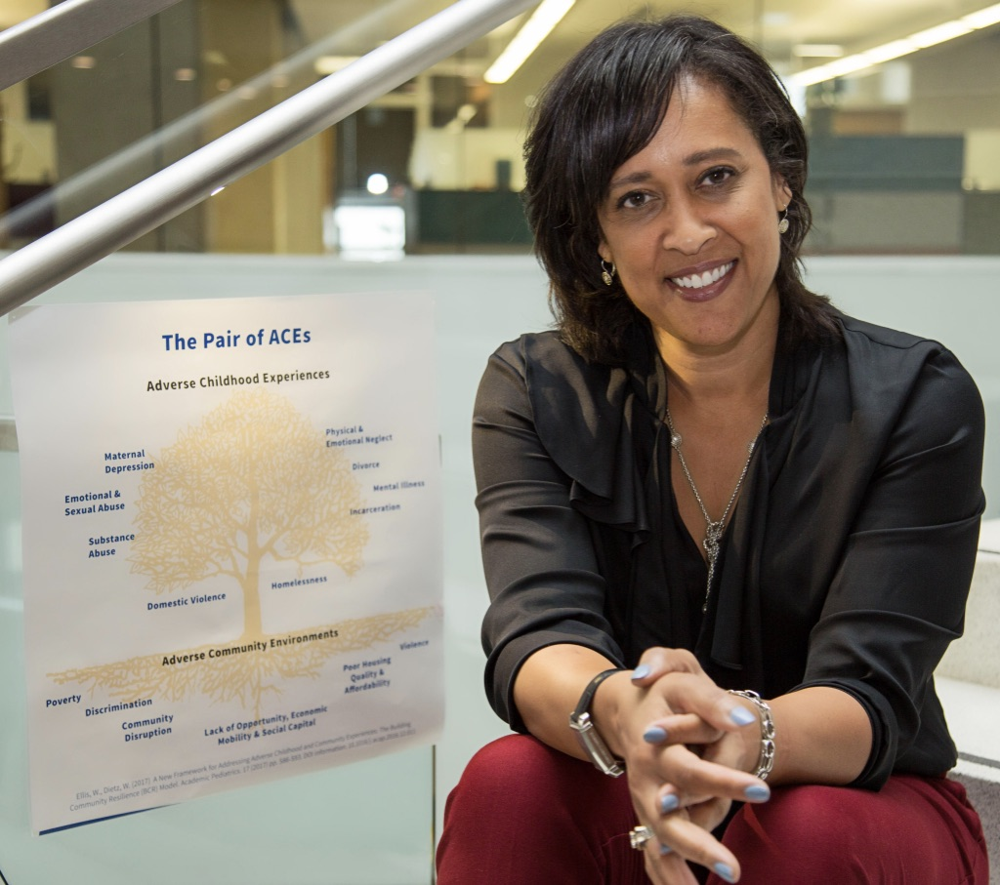 The Pair of ACEs
Adverse Childhood Experiences
Physical &
Emotional Neglect
Maternal
Depression
Divorce
Emotional &
Sexual Abuse
Mental Illness
Incarceration
Substance
Abuse
Homelessness
Domestic Violence
Adverse Community Environments
Violence
Poor Housing
Quality &
Affordability
Poverty
Discrimination
Community
Disruption
Lack of Opportunity, Economic
Mobility & Social Capital
Ellis, W., Dietz, W. (2017) A New Framework for Addressing Adverse Childhood and Community Experiences: The Building
Community Resilience (BCR) Model. Academic Pediatrics. 17 (2017) pp. DOI information: